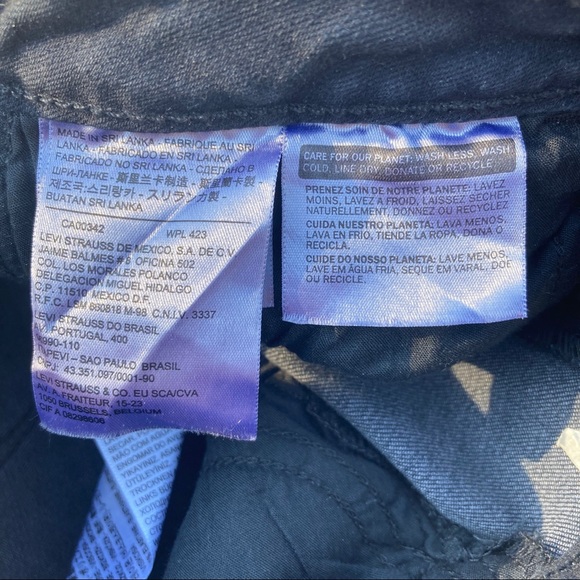 MADE IN SRI LANKA - FABRIQUE AU SRI
LANKA - FABRICADO EN SRI LANKA -
FABRICADO NO SRI LANKA - СДЕЛАНО В
ШРИ-ЛАНКЕ - 斯里兰卡制造 - 斯里蘭卡製 -
제조국:스리랑카 - スリランカ製 -
BUATAN SRI LANKA
CA00342 WPL 423
LEVI STRAUSS DE MEXICO, S.A. DE C.V.
JAIME BALMES # 8 OFICINA 502
COL. LOS MORALES POLANCO
DELEGACION MIGUEL HIDALGO
C.P. 11510 MEXICO D.F.
R.F.C. LSM 880818 M-98 C.N.I.V. 3337
LEVI STRAUSS DO BRASIL
AV. PORTUGAL, 400
06690-110
ITAPEVI - SAO PAULO BRASIL
CNPJ: 43.351.097/0001-90
LEVI STRAUSS & CO. EU SCA/CVA
AV. A. FRAITEUR, 15-23
1050 BRUSSELS, BELGIUM
CIF A 08298608
CARE FOR OUR PLANET: WASH LESS, WASH
COLD, LINE DRY, DONATE OR RECYCLE.
PRENEZ SOIN DE NOTRE PLANETE: LAVEZ
MOINS, LAVEZ A FROID, LAISSEZ SECHER
NATURELLEMENT, DONNEZ OU RECYCLEZ
CUIDA NUESTRO PLANETA: LAVA MENOS,
LAVA EN FRÍO, TIENDE LA ROPA, DONA O
RECICLA.
CUIDE DO NOSSO PLANETA: LAVE MENOS,
LAVE EM ÁGUA FRIA, SEQUE EM VARAL, DOE
OU RECICLE.